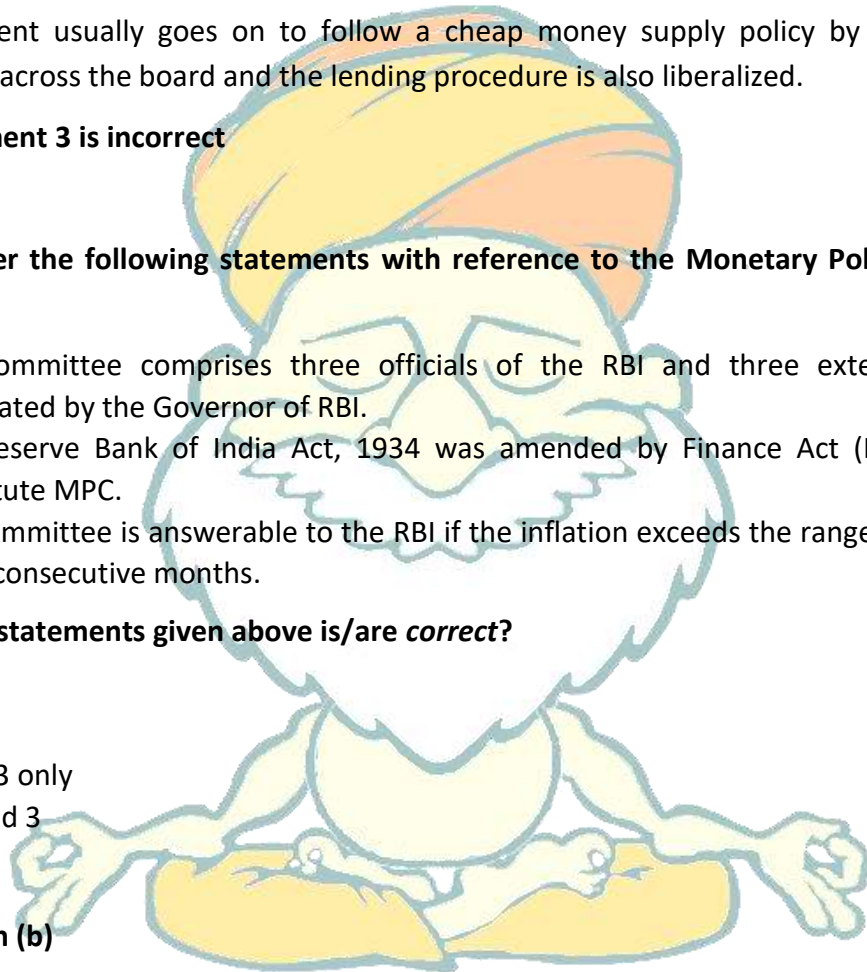 ent usually goes on to follow a cheap money supply policy by
across the board and the lending procedure is also liberalized.
ent 3 is incorrect
er the following statements with reference to the Monetary Pol
ommittee comprises three officials of the RBI and three exte
ated by the Governor of RBI.
eserve Bank of India Act, 1934 was amended by Finance Act (
tute MPC.
mmittee is answerable to the RBI if the inflation exceeds the range
consecutive months.
statements given above is/are correct?
3 only
d 3
(b)